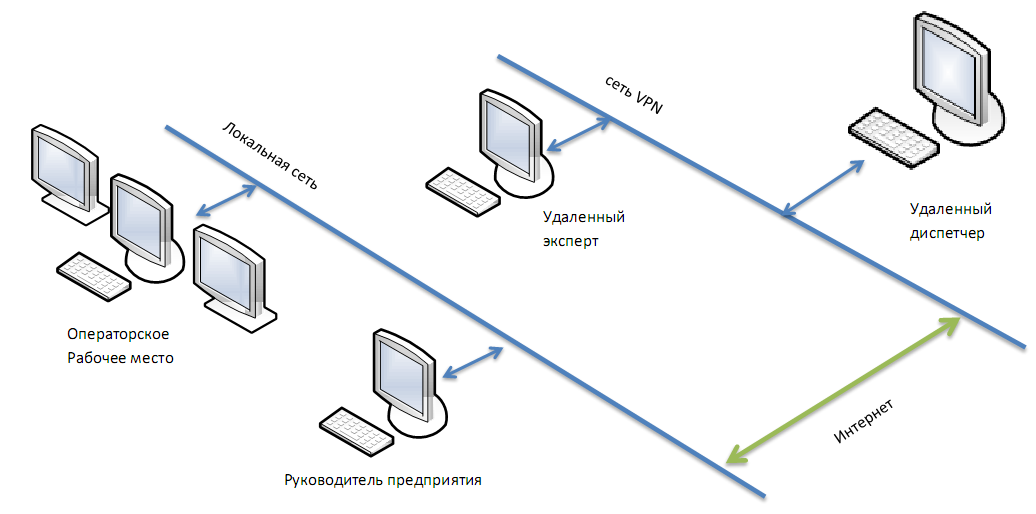 сеть VPN
Локальная сеть
Удаленный
эксперт
Удаленный
диспетчер
Операторское
Рабочее место
Интернет
Руководитель предприятия